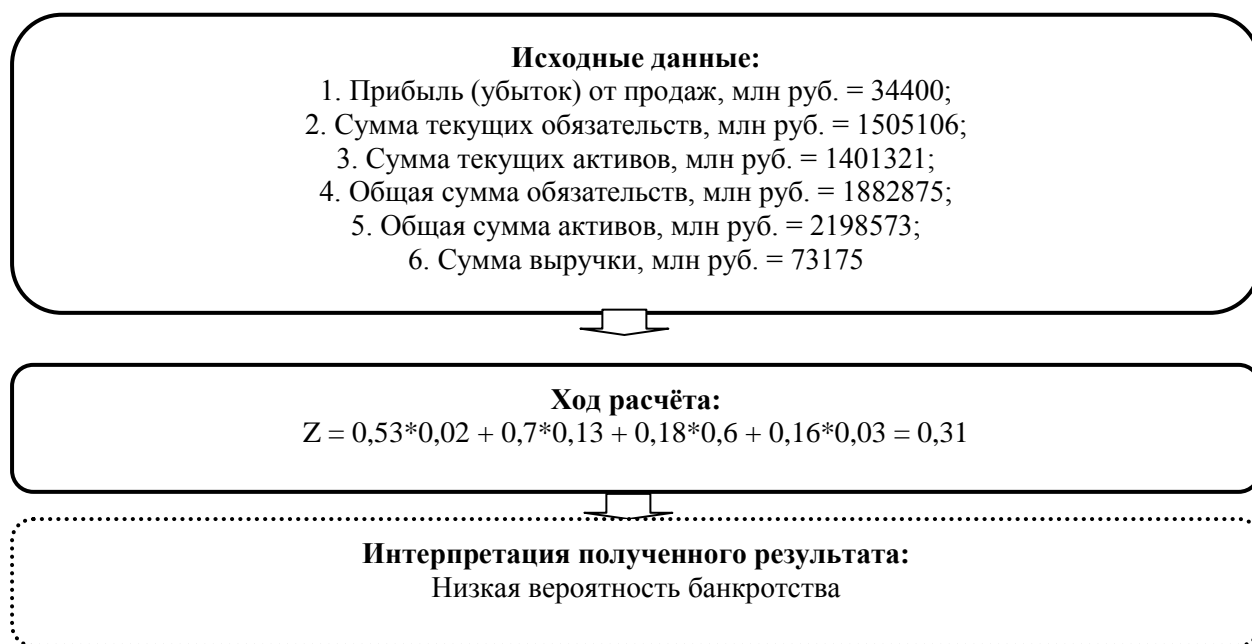 Исходные данные:
1. Прибыль (убыток) от продаж, млн руб. = 34400;
2. Сумма текущих обязательств, млн руб. = 1505106;
3. Сумма текущих активов, млн руб. = 1401321;
4. Общая сумма обязательств, млн руб. = 1882875;
5. Общая сумма активов, млн руб. = 2198573;
6. Сумма выручки, млн руб. = 73175
Ход расчёта:
Z = 0,53*0,02 + 0,7*0,13 + 0,18*0,6 + 0,16*0,03 = 0,31
Интерпретация полученного результата:
Низкая вероятность банкротства